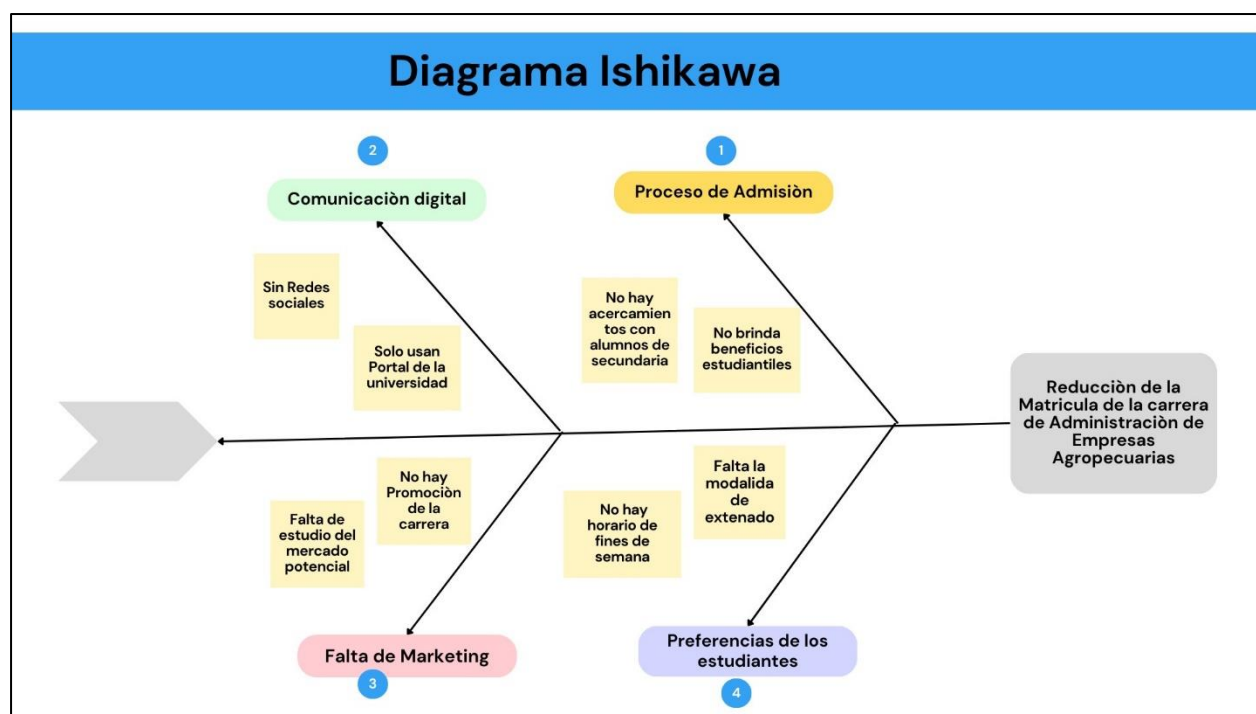 Diagrama Ishikawa
2
1
Comunicaciòn digital
Proceso de Admisiòn
Sin Redes
sociales
Solo usan
Portal de la
universidad
No hay
acercamien
tos con
alumnos de
secundaria
No brinda
beneficios
estudiantiles
Reducciòn de la
Matricula de la carrera
de Administraciòn de
Empresas
Agropecuarias
Falta de
estudio del
mercado
potencial
No hay
Promociòn
de la
carrera
No hay
horario de
fines de
semana
Falta la
modalida
de
extenado
Falta de Marketing
3
Preferencias de los
estudiantes
4